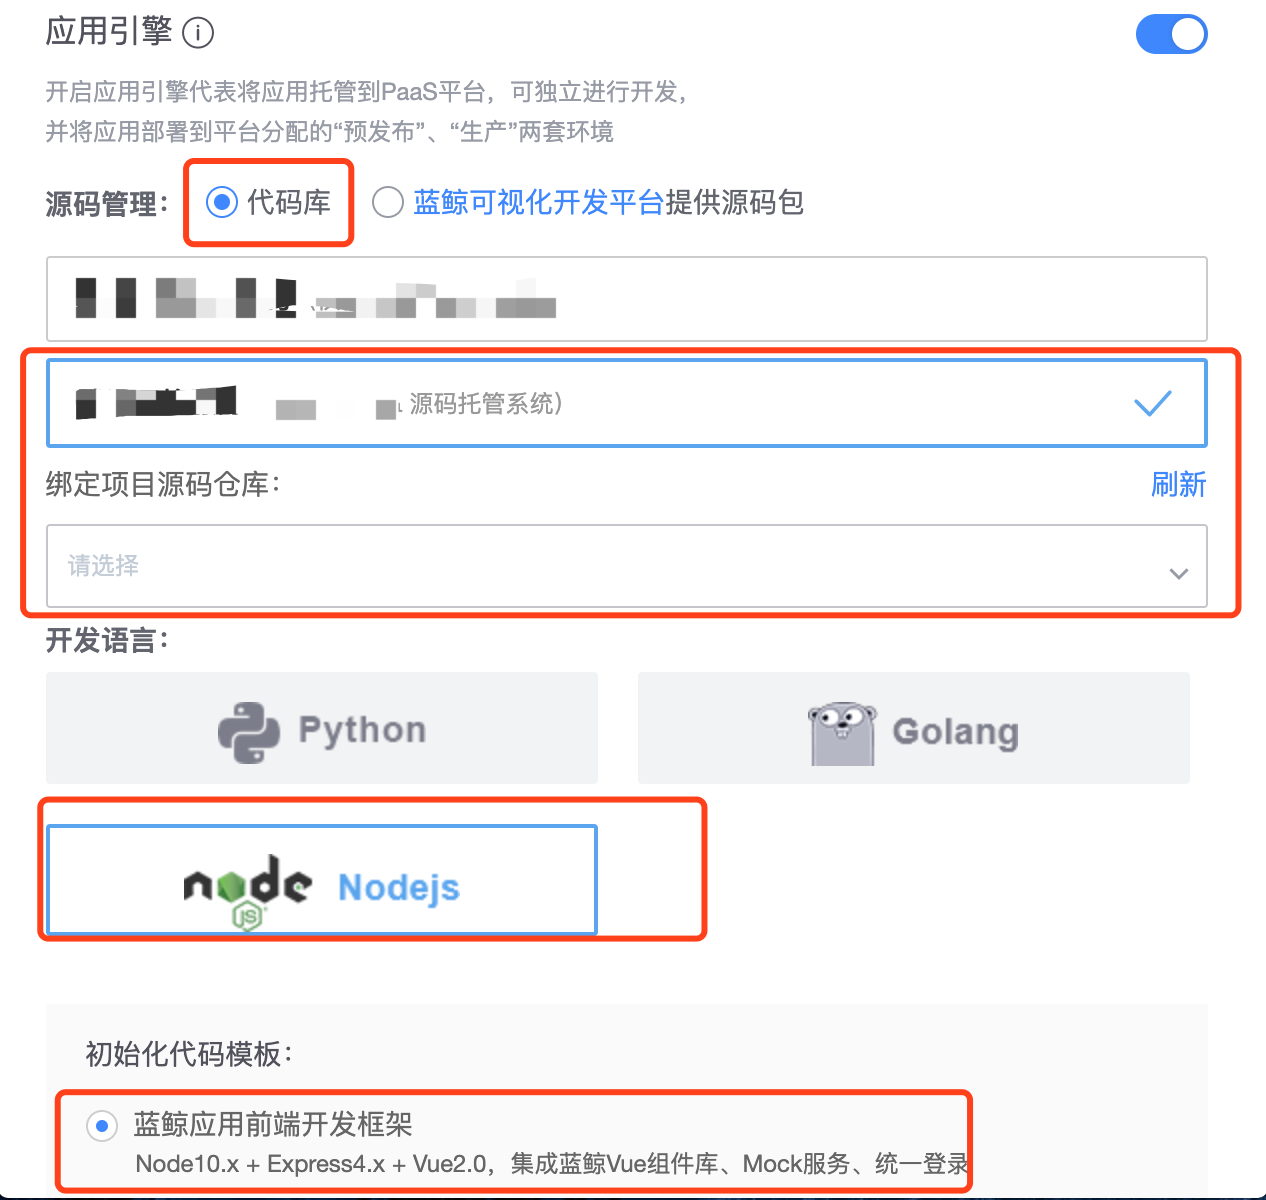 应用引擎
开启应用引擎代表将应用托管到PaaS平台，可独立进行开发，
并将应用部署到平台分配的“预发布”、“生产”两套环境
源码管理： 代码库 蓝鲸可视化开发平台提供源码包
源码托管系统）
绑定项目源码仓库： 刷新
请选择
开发语言：
Python Golang
node JS Nodejs
初始化代码模板：
蓝鲸应用前端开发框架
Node10.x + Express4.x + Vue2.0，集成蓝鲸Vue组件库、Mock服务、统一登录